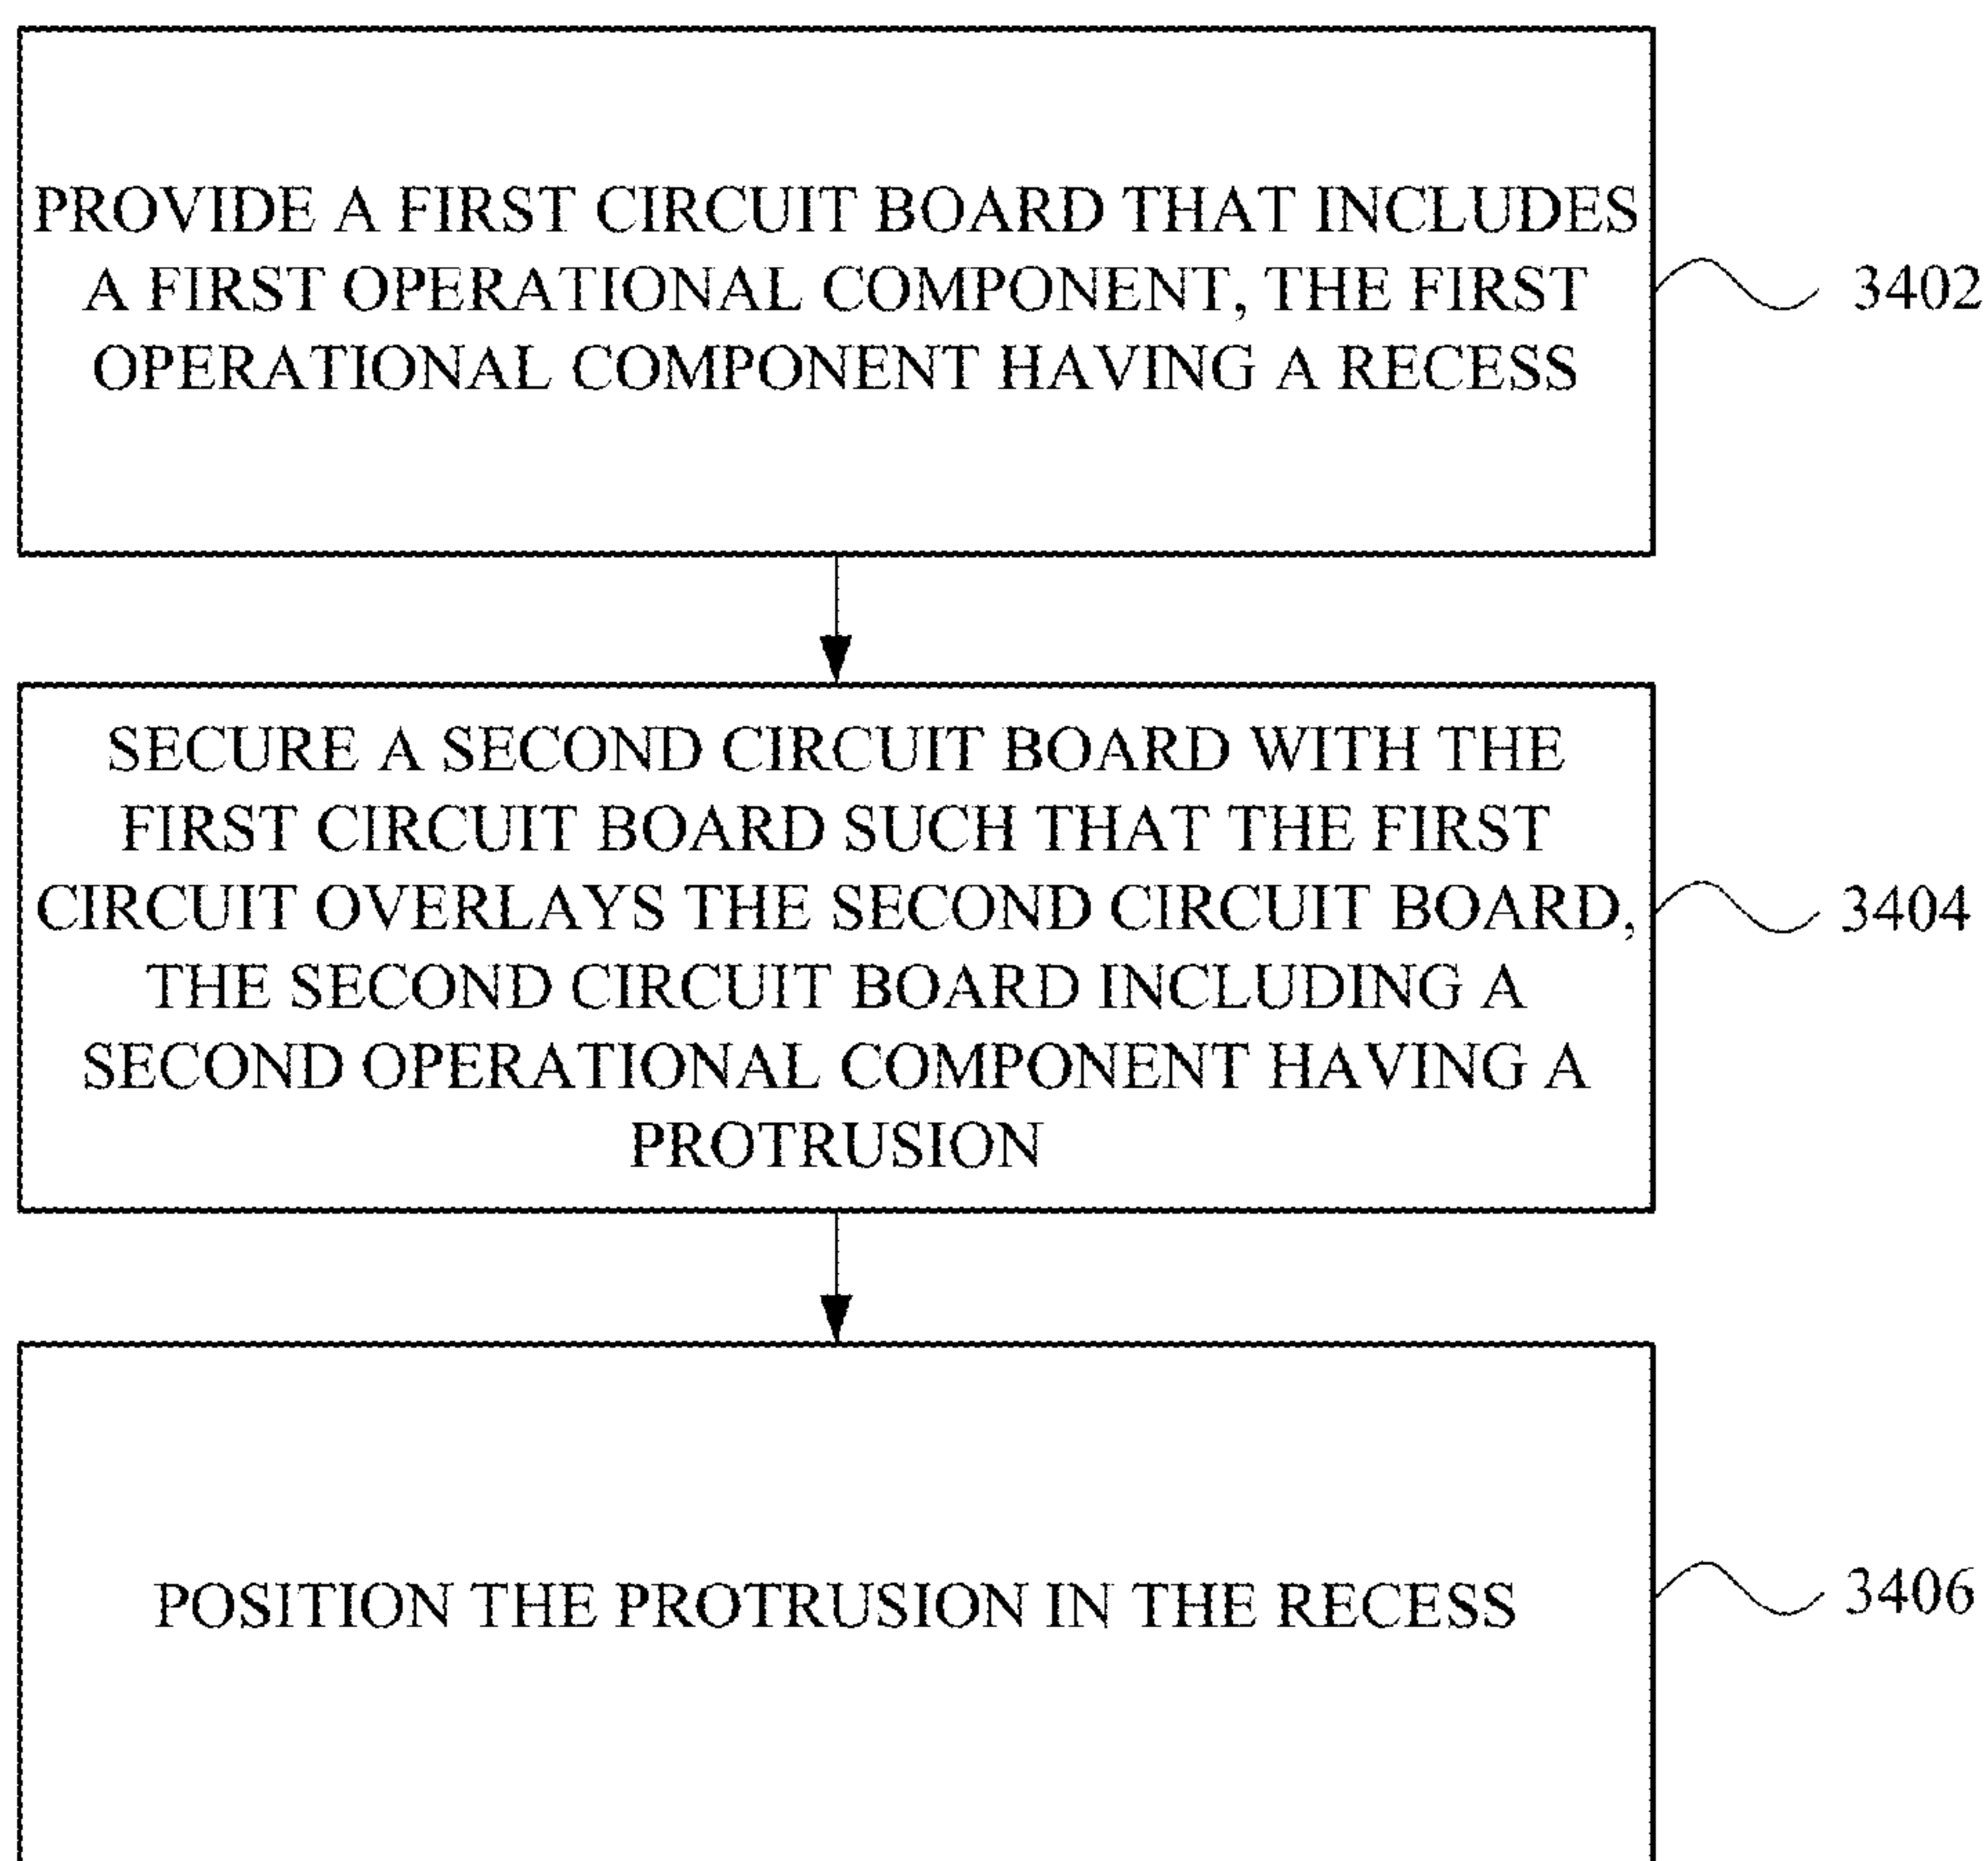 PROVIDE A FIRST CIRCUIT BOARD THAT INCLUDES
A FIRST OPERATIONAL COMPONENT, THE FIRST
OPERATIONAL COMPONENT HAVING A RECESS
3402
SECURE A SECOND CIRCUIT BOARD WITH THE
FIRST CIRCUIT BOARD SUCH THAT THE FIRST
CIRCUIT OVERLAYS THE SECOND CIRCUIT BOARD,
THE SECOND CIRCUIT BOARD INCLUDING A
SECOND OPERATIONAL COMPONENT HAVING A
PROTRUSION
3404
POSITION THE PROTRUSION IN THE RECESS
3406